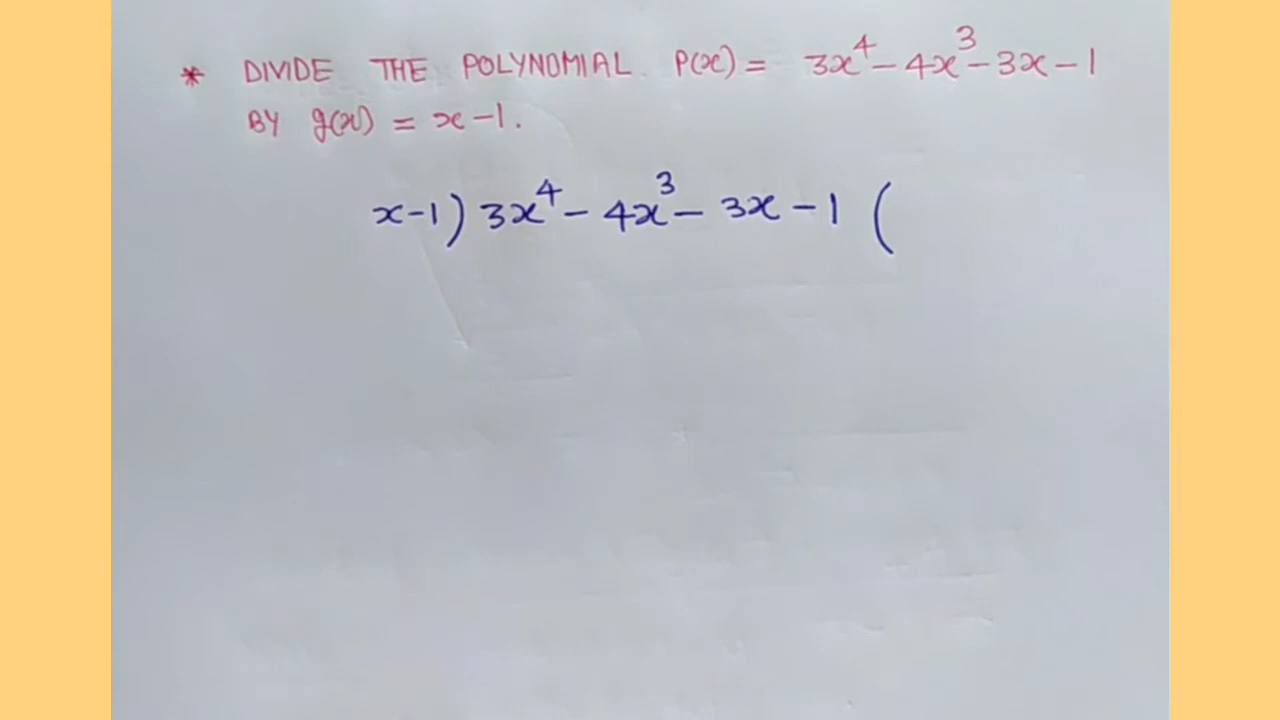 * DIVIDE THE POLYNOMIAL P(x) = 3x⁴ - 4x³ - 3x - 1
BY g(x) = x - 1.
x-1) 3x⁴ - 4x³ - 3x - 1 (